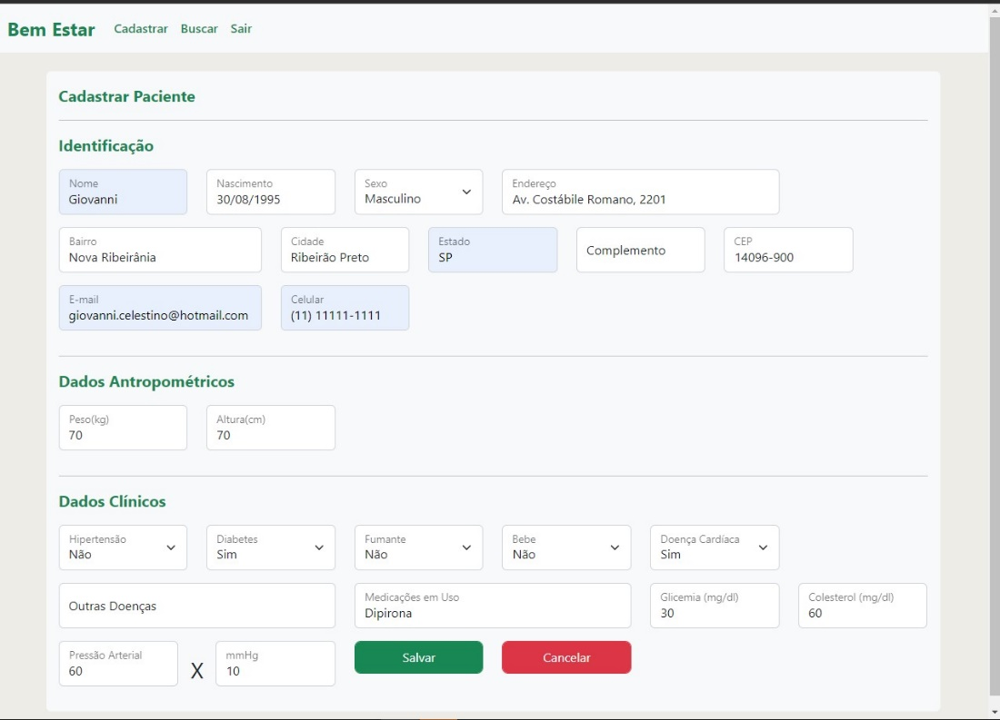 Bem Estar Cadastrar Buscar Sair
Cadastrar Paciente
Identificação
Nome Nascimento Sexo Endereço
Giovanni 30/08/1995 Masculino Av. Costábile Romano, 2201
Bairro Cidade Estado Complemento CEP
Nova Ribeirânia Ribeirão Preto SP 14096-900
E-mail Celular
giovanni.celestino@hotmail.com (11) 11111-1111
Dados Antropométricos
Peso(kg) Altura(cm)
70 70
Dados Clínicos
Hipertensão Diabetes Fumante Bebe Doença Cardíaca
Não Sim Não Não Sim
Outras Doenças Medicações em Uso Glicemia (mg/dl) Colesterol (mg/dl)
Dipirona 30 60
Pressão Arterial X mmHg Salvar Cancelar
60 10